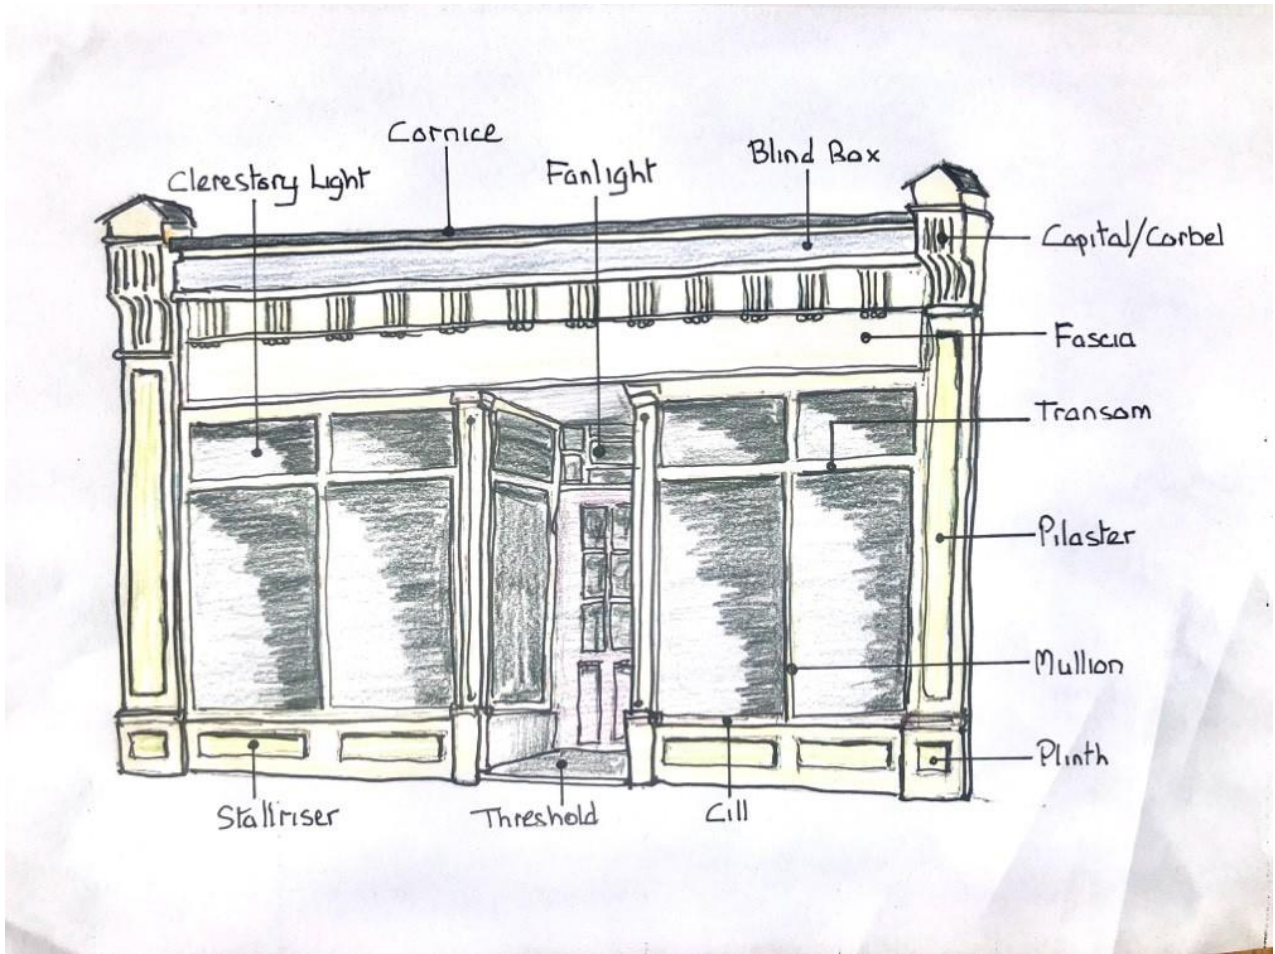 Cornice
Clerestory Light
Fanlight
Blind Box
Capital/Corbel
Fascia
Transom
Pilaster
Mullion
Plinth
Stallriser
Threshold
Cill